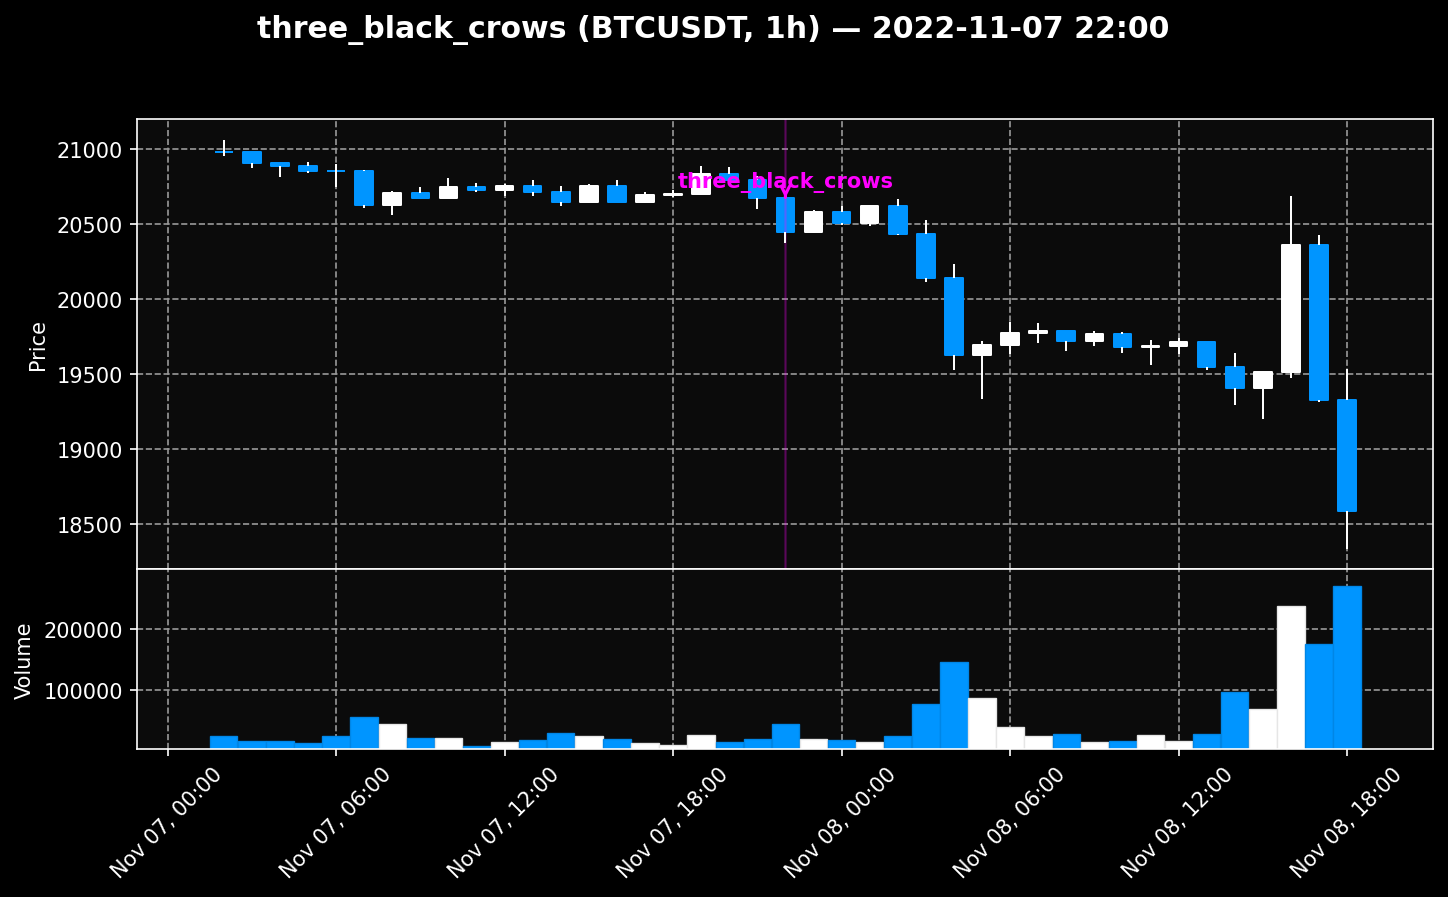 three_black_crows (BTCUSDT, 1h) — 2022-11-07 22:00
21000
20500
20000
19500
19000
18500
Price
three_black_crows
200000
100000
Volume
Nov 07, 00:00
Nov 07, 06:00
Nov 07, 12:00
Nov 07, 18:00
Nov 08, 00:00
Nov 08, 06:00
Nov 08, 12:00
Nov 08, 18:00